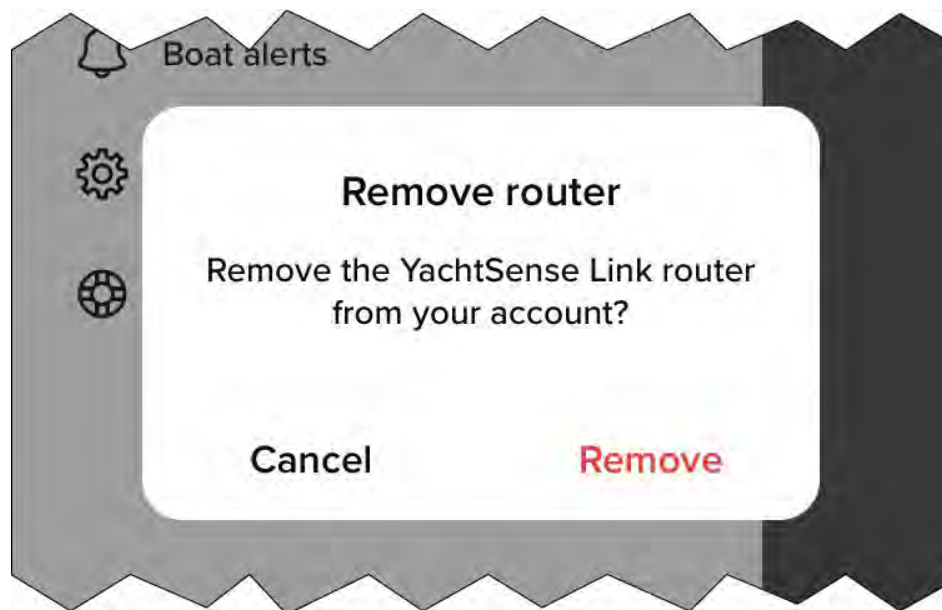 Boat alerts
Remove router
Remove the YachtSense Link router
from your account?
Cancel Remove